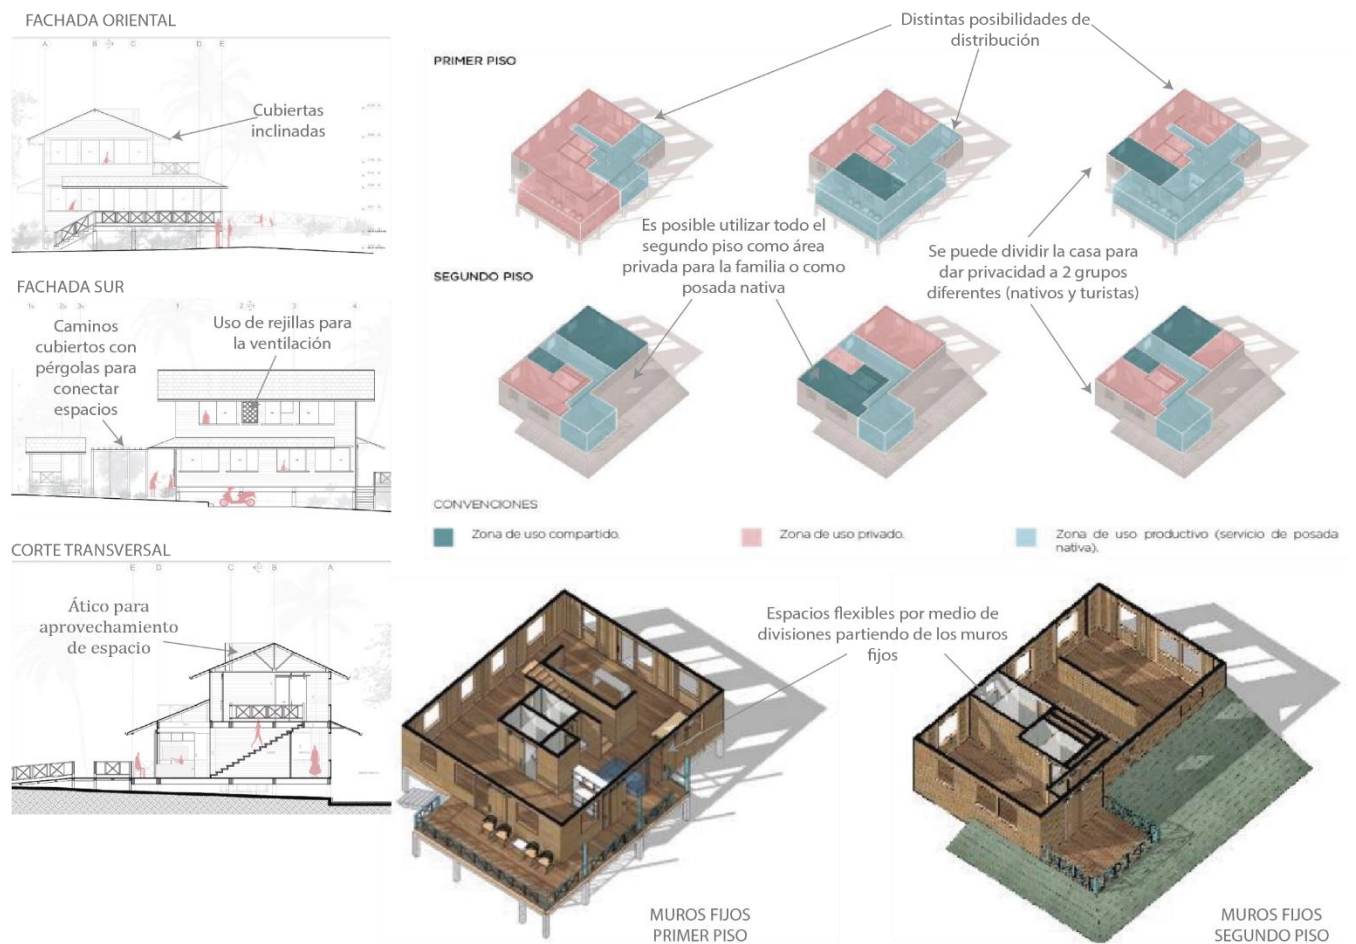 FACHADA ORIENTAL
A B C D E
Cubiertas
inclinadas
FACHADA SUR
1 2 3 4
Caminos
cubiertos con
pérgolas para
conectar
espacios
Uso de rejillas para
la ventilación
CORTE TRANSVERSAL
E D C B A
Ático para
aprovechamiento
de espacio
Distintas posibilidades de
distribución
PRIMER PISO
Es posible utilizar todo el
segundo piso como área
privada para la familia o como
posada nativa
Se puede dividir la casa para
dar privacidad a 2 grupos
diferentes (nativos y turistas)
SEGUNDO PISO
CONVENCIONES
Zona de uso compartido.
Zona de uso privado.
Zona de uso productivo (servicio de posada
nativa).
Espacios flexibles por medio de
divisiones partiendo de los muros
fijos
MUROS FIJOS
PRIMER PISO
MUROS FIJOS
SEGUNDO PISO